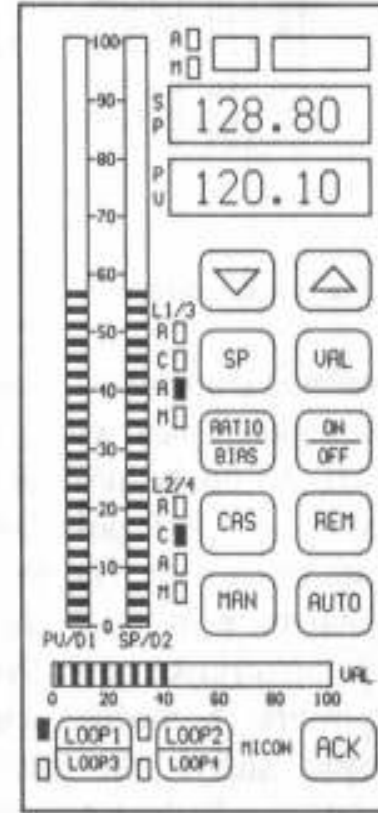 A
M
SP 128.80
PV 120.10
100
90
80
70
60
50
40
30
20
10
0
PV/D1 SP/D2
L1/3
R
C
A
M
L2/4
R
C
A
M
SP VAL
RATIO ON
BIAS OFF
CAS REM
MAN AUTO
VAL
0 20 40 60 80 100
LOOP1 LOOP2
LOOP3 LOOP4
MICON
ACK